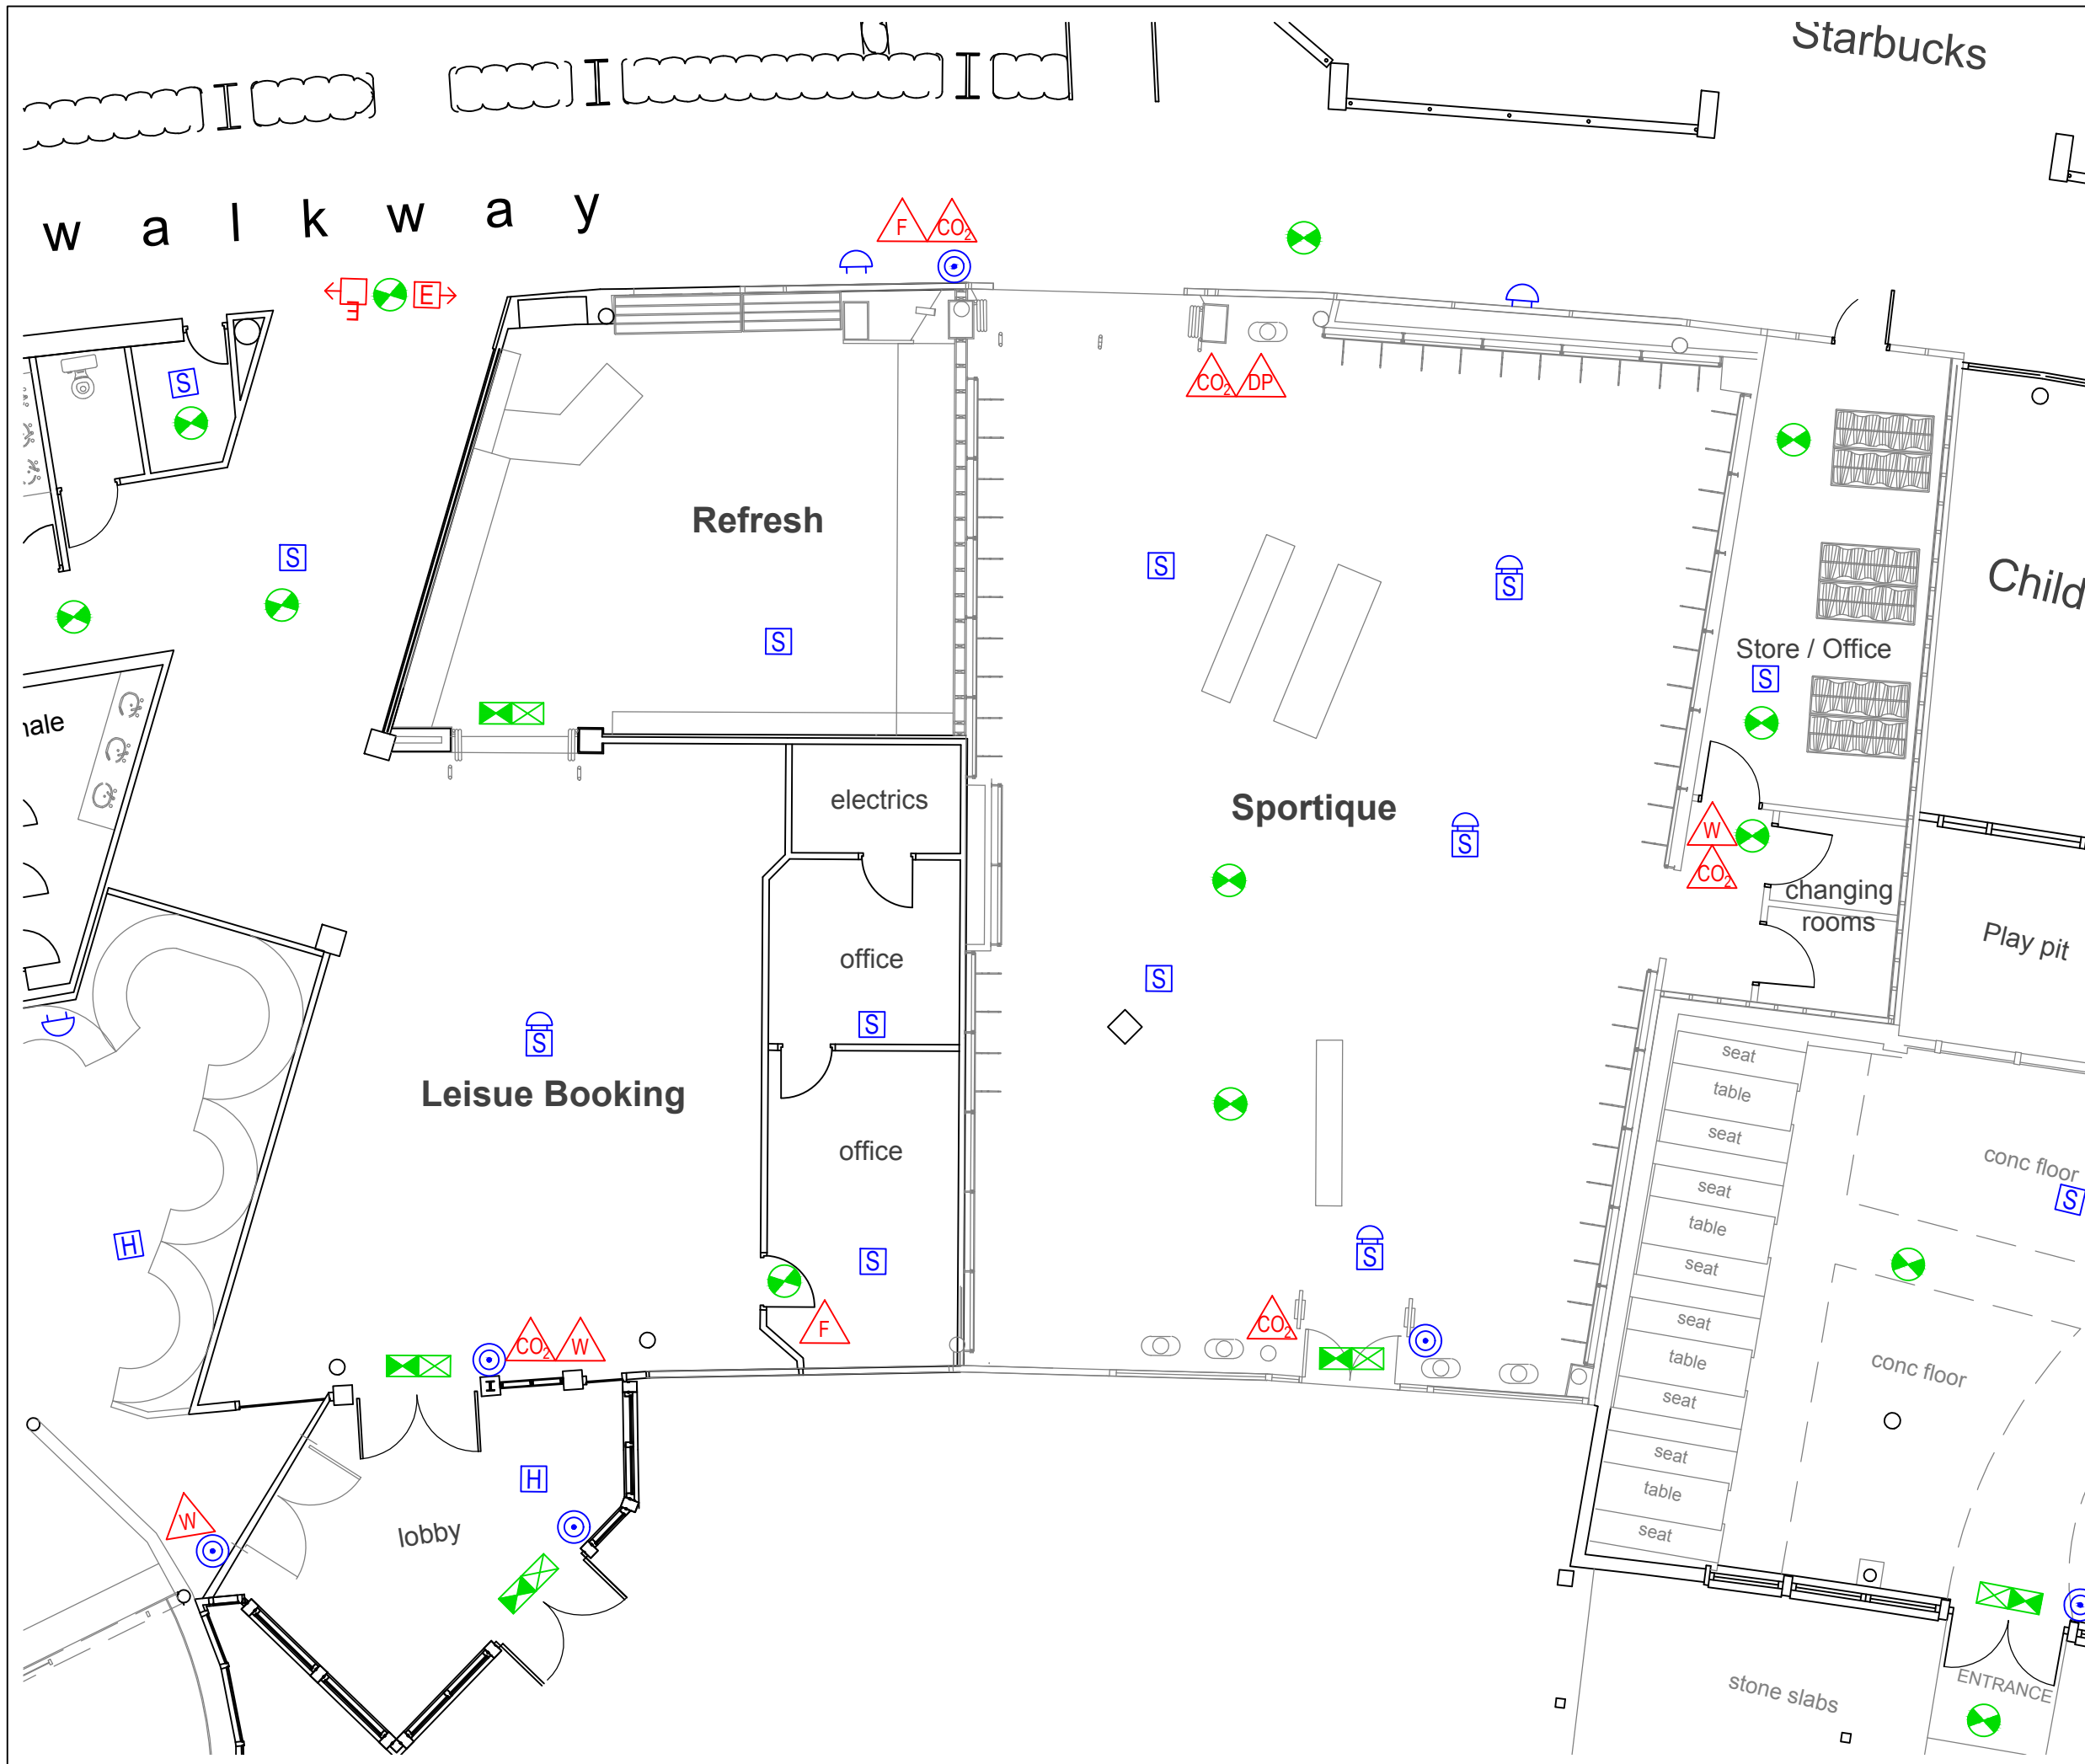 Starbucks
walkway
F
CO2
E
E
CO2
DP
S
Refresh
S
S
S
Child
Store / Office
S
S
nale
electrics
Sportique
S
W
CO2
changing
rooms
Play pit
office
S
S
S
Leisue Booking
office
seat
table
seat
seat
table
seat
seat
table
seat
seat
table
seat
conc floor
S
H
S
S
F
CO2
W
CO2
conc floor
H
W
lobby
ENTRANCE
stone slabs